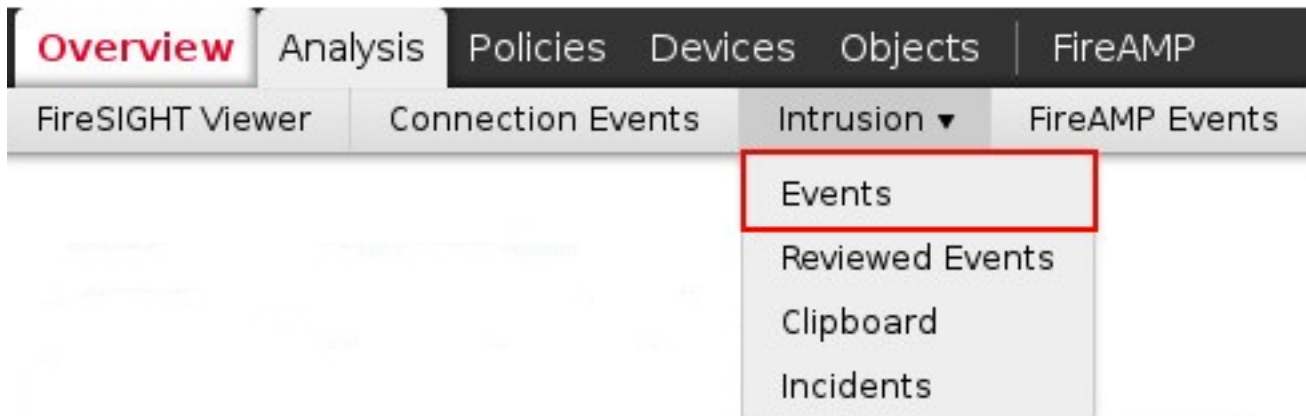 Overview Analysis Policies Devices Objects FireAMP
FireSIGHT Viewer Connection Events Intrusion ▾ FireAMP Events
Events
Reviewed Events
Clipboard
Incidents